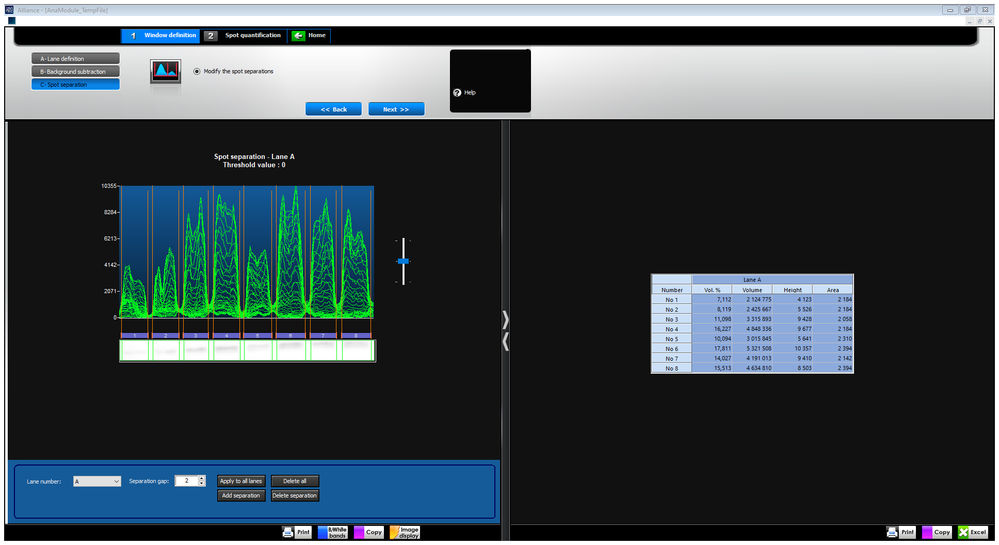 UVI
TEC
Alliance - [AnaModule_TempFile]
1 Window definition
2 Spot quantification
Home
A- Lane definition
B- Background subtraction
C- Spot separation
Modify the spot separations
? Help
<< Back
Next >>
Spot separation - Lane A
Threshold value : 0
10355
8284
6213
4142
2071
0
1 2 3 4 5 6 7 8
Lane A
Number Vol. % Volume Height Area
No 1 7,112 2 124 775 4 123 2 184
No 2 8,119 2 425 667 5 526 2 184
No 3 11,098 3 315 893 9 428 2 058
No 4 16,227 4 848 336 9 677 2 184
No 5 10,094 3 015 845 5 641 2 310
No 6 17,811 5 321 508 10 357 2 394
No 7 14,027 4 191 013 9 410 2 142
No 8 15,513 4 634 810 8 503 2 394
Lane number: A
Separation gap: 2
Apply to all lanes
Delete all
Add separation
Delete separation
Print
B/White
bands
Copy
Image
display
Print
Copy
Excel